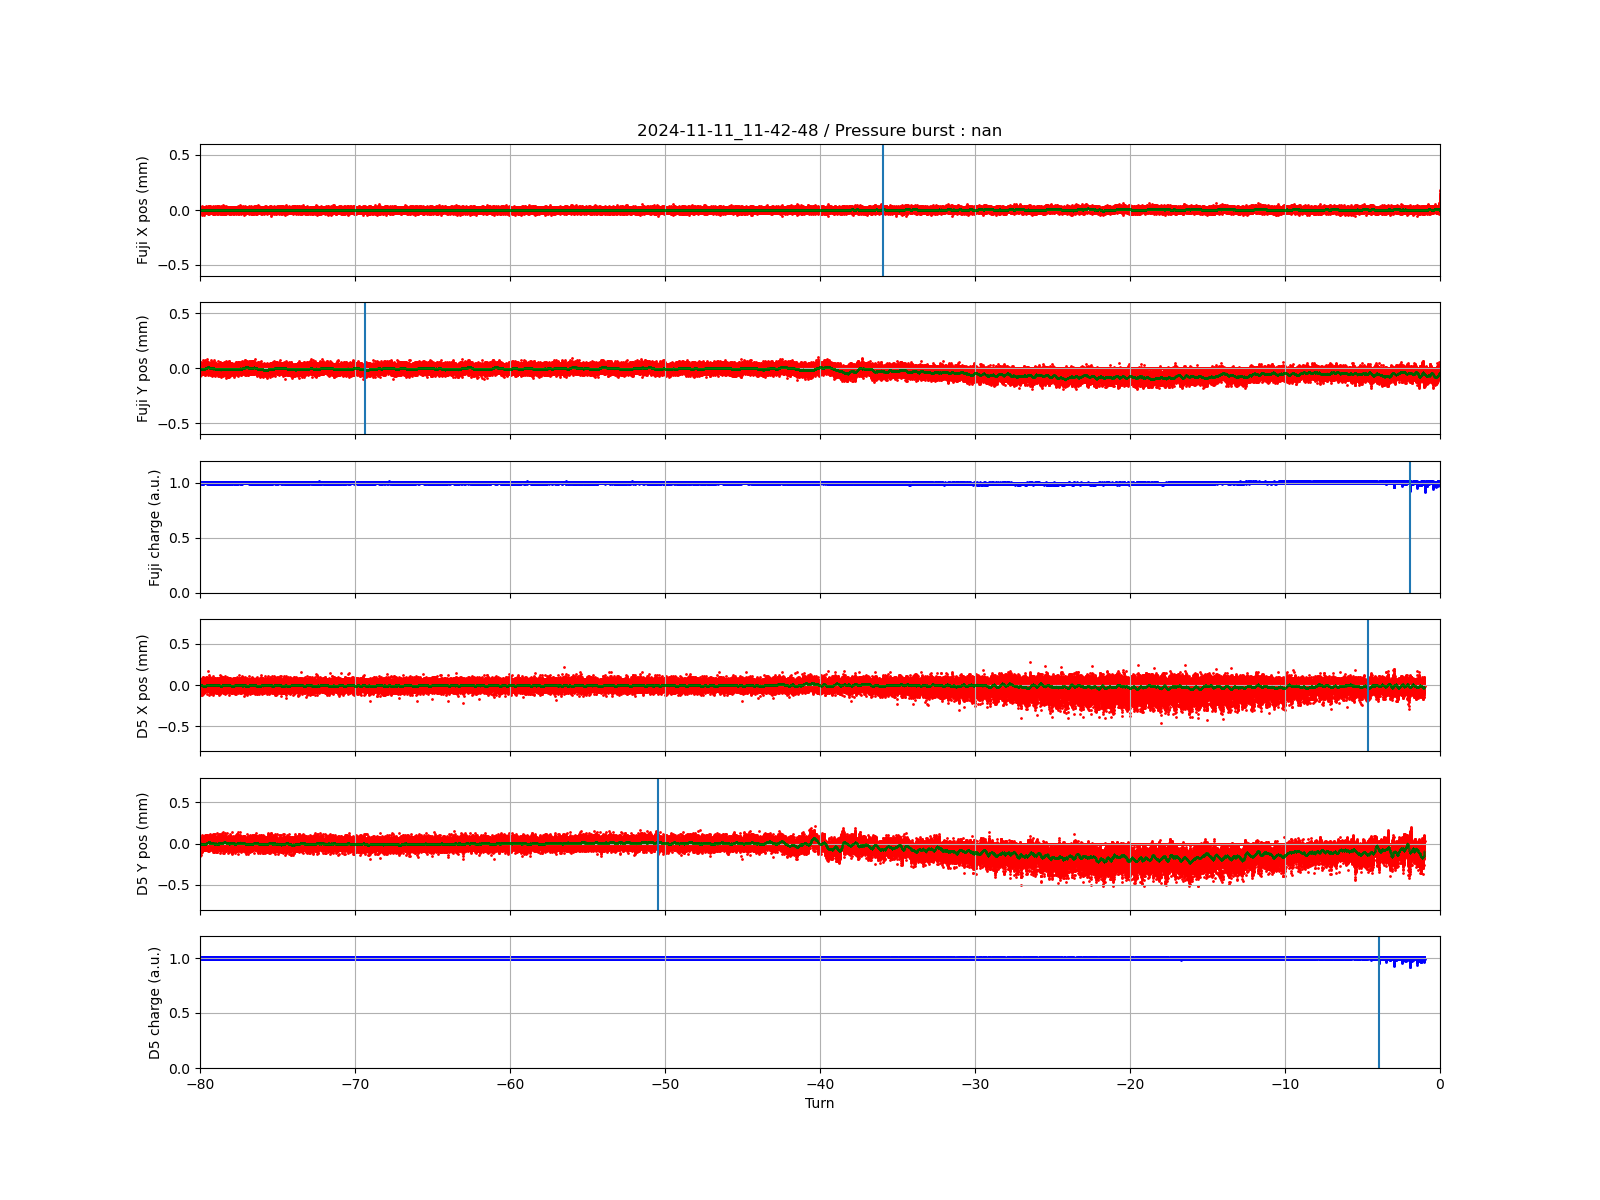 2024-11-11_11-42-48 / Pressure burst : nan
Fuji X pos (mm)
0.5
0.0
−0.5
Fuji Y pos (mm)
0.5
0.0
−0.5
Fuji charge (a.u.)
1.0
0.5
0.0
D5 X pos (mm)
0.5
0.0
−0.5
D5 Y pos (mm)
0.5
0.0
−0.5
D5 charge (a.u.)
1.0
0.5
0.0
−80 −70 −60 −50 −40 −30 −20 −10 0
Turn